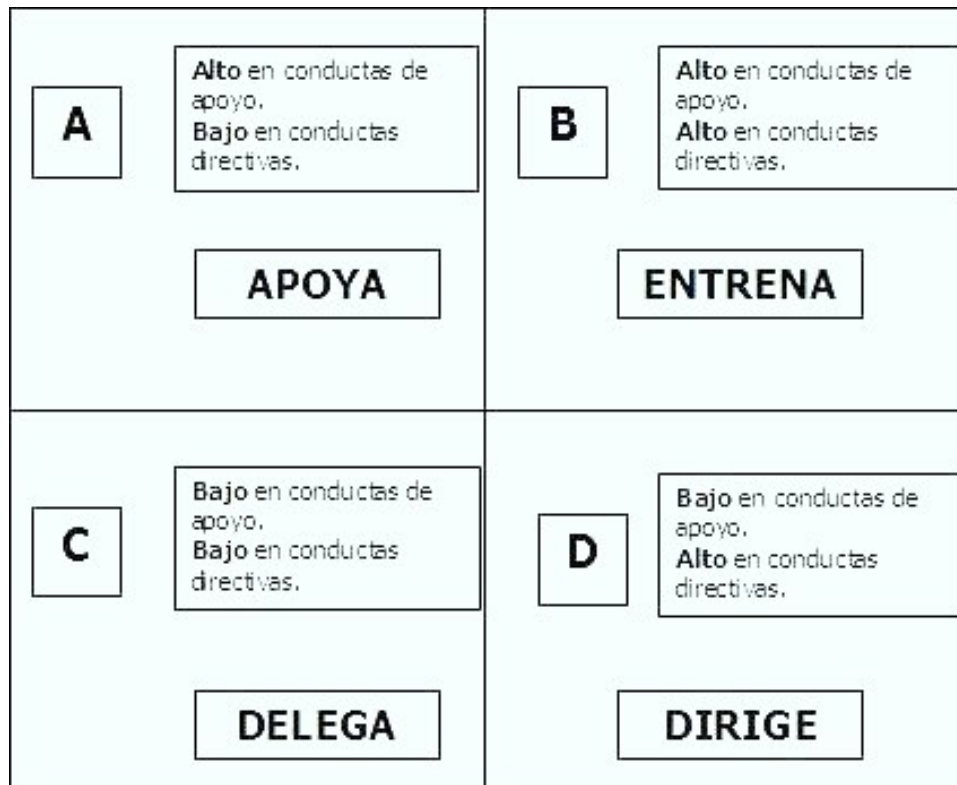 A
Alto en conductas de
apoyo.
Bajo en conductas
directivas.
APOYA
B
Alto en conductas de
apoyo.
Alto en conductas
directivas.
ENTRENA
C
Bajo en conductas de
apoyo.
Bajo en conductas
directivas.
DELEGA
D
Bajo en conductas de
apoyo.
Alto en conductas
directivas.
DIRIGE